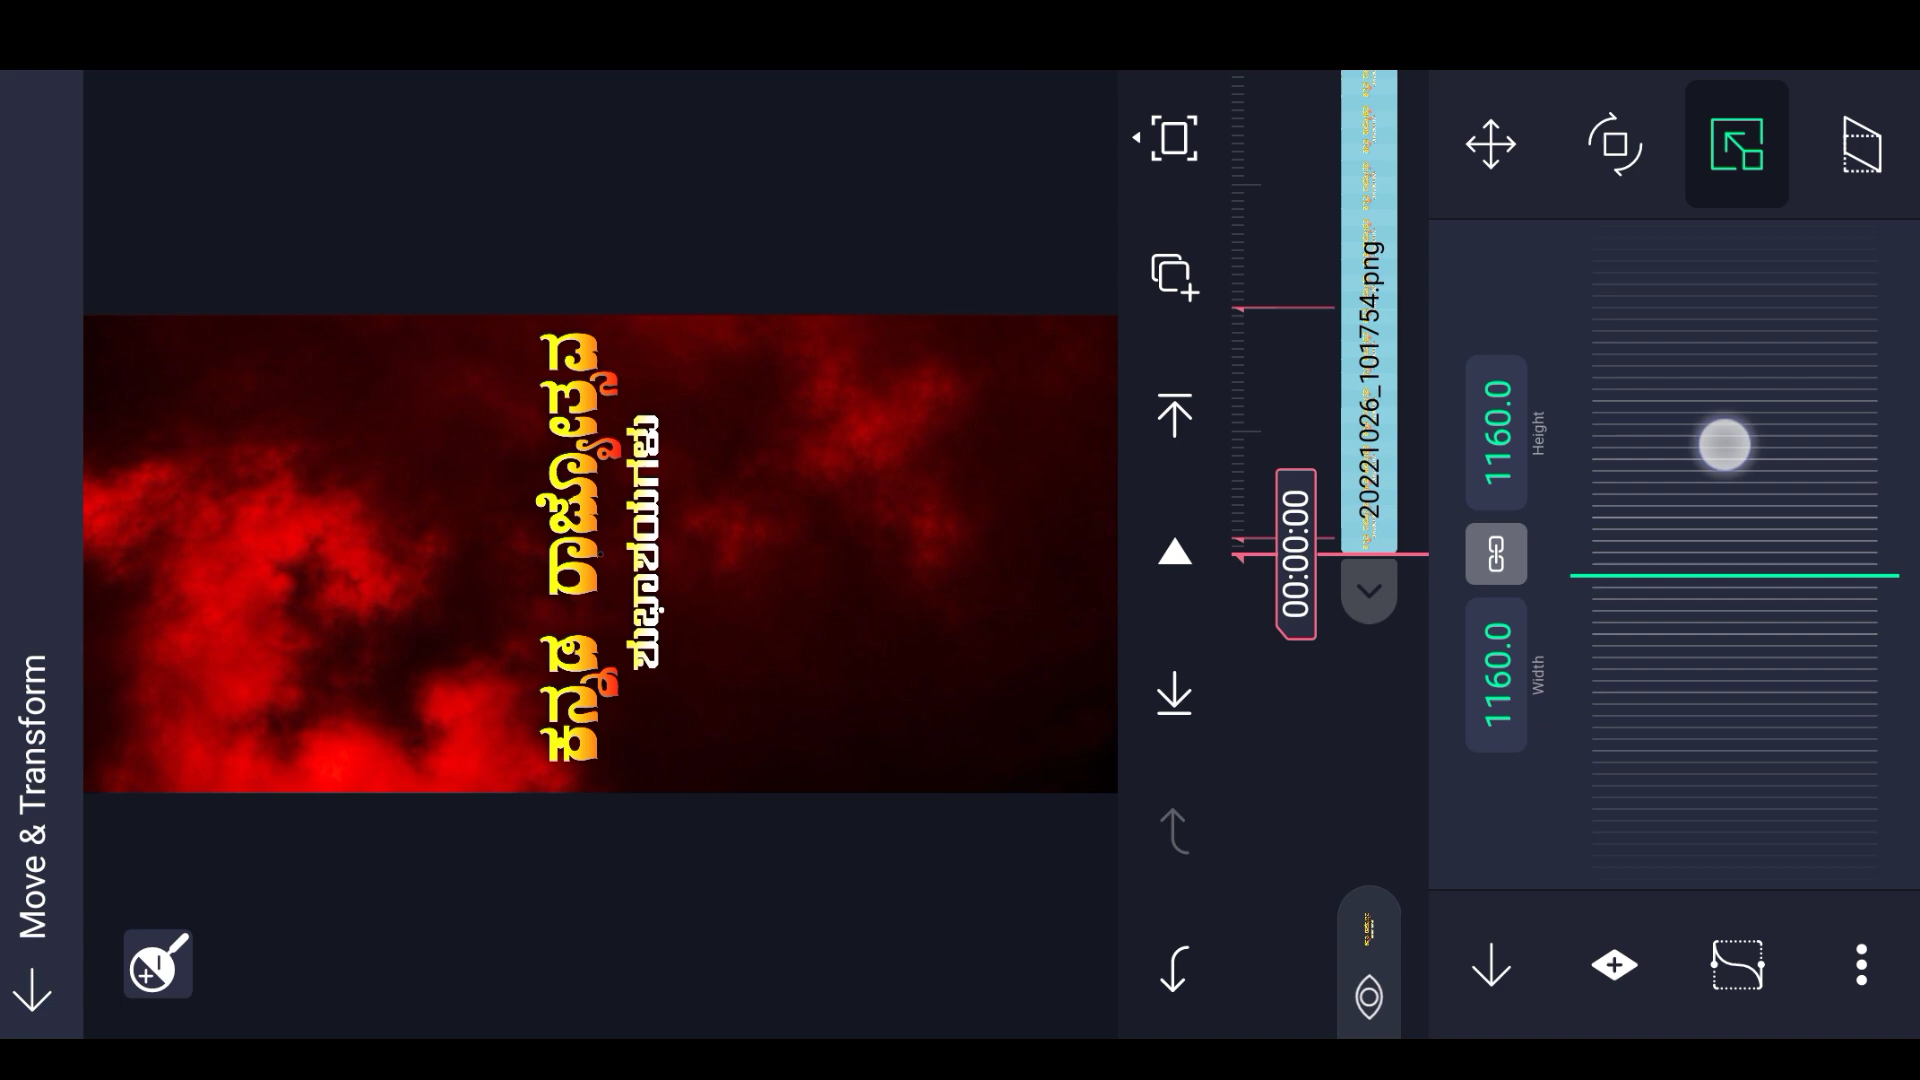 Move & Transform
ಕನ್ನಡ ರಾಜ್ಯೋತ್ಸವ
ಶುಭಾಶಯಗಳು
00:00:00
20221026_101754.png
1160.0
Width
1160.0
Height